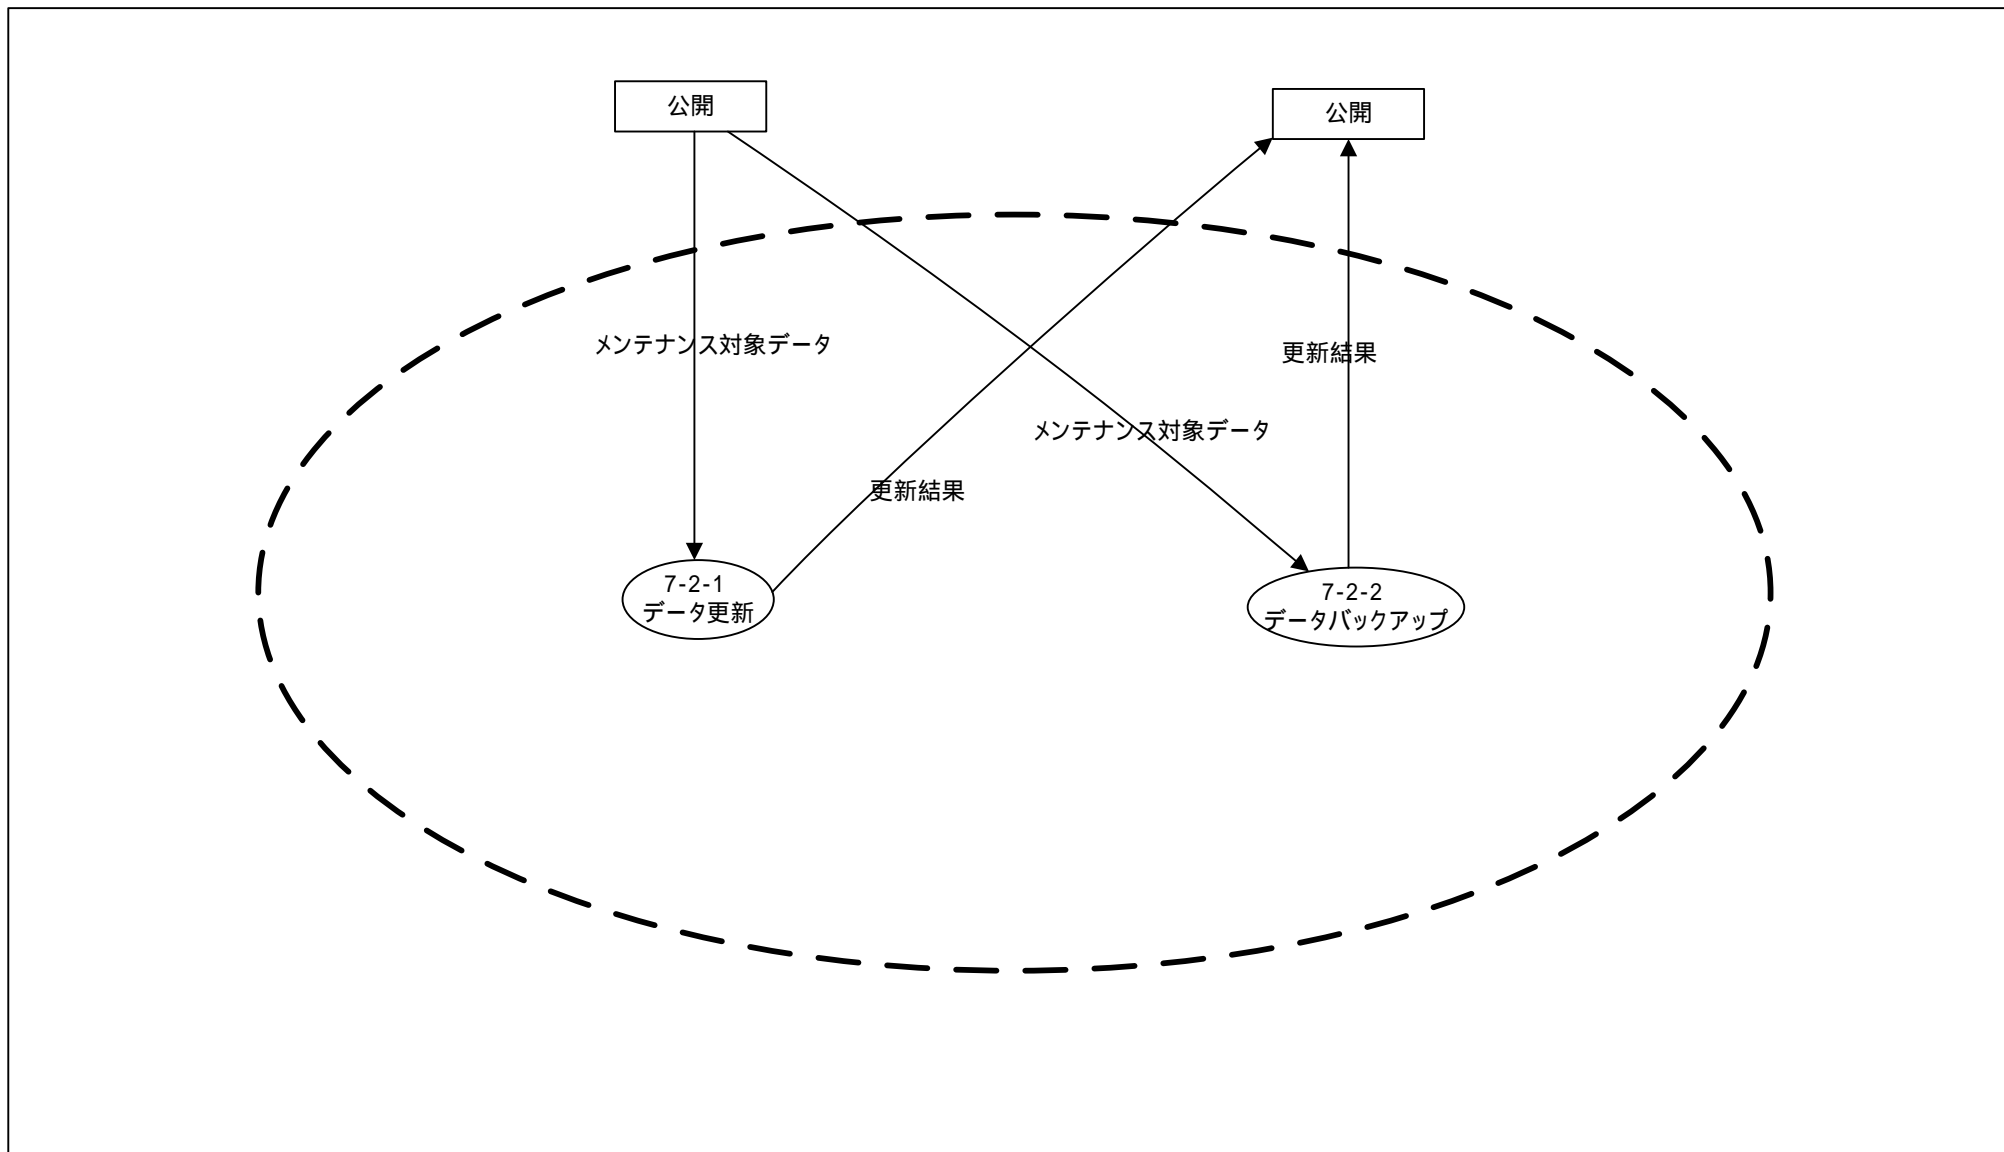 公開
公開
メンテナンス対象データ
更新結果
メンテナンス対象データ
更新結果
7-2-1
データ更新
7-2-2
データバックアップ